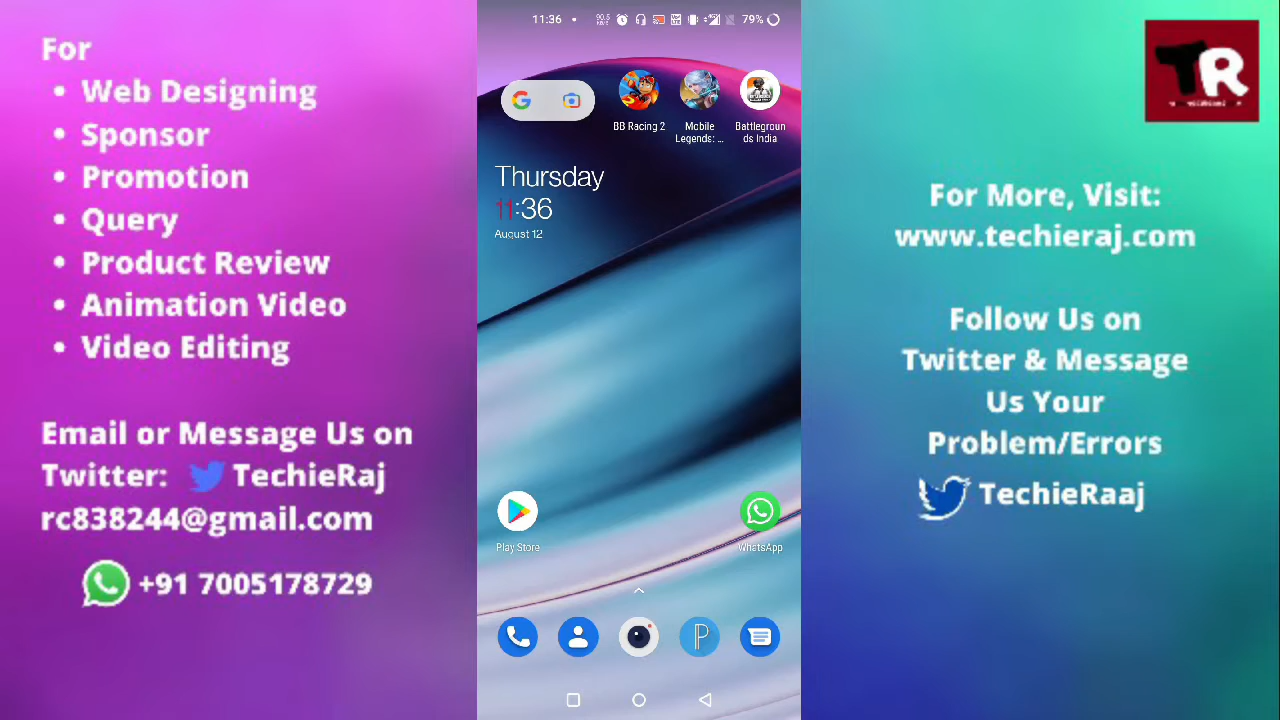 For
• Web Designing
• Sponsor
• Promotion
• Query
• Product Review
• Animation Video
• Video Editing
Email or Message Us on
Twitter: TechieRaj
rc838244@gmail.com
+91 7005178729
11:36
79%
BB Racing 2
Mobile
Legends: ...
Battlegroun
ds India
Thursday
11:36
August 12
Play Store
WhatsApp
TR
For More, Visit:
www.techieraj.com
Follow Us on
Twitter & Message
Us Your
Problem/Errors
TechieRaaj